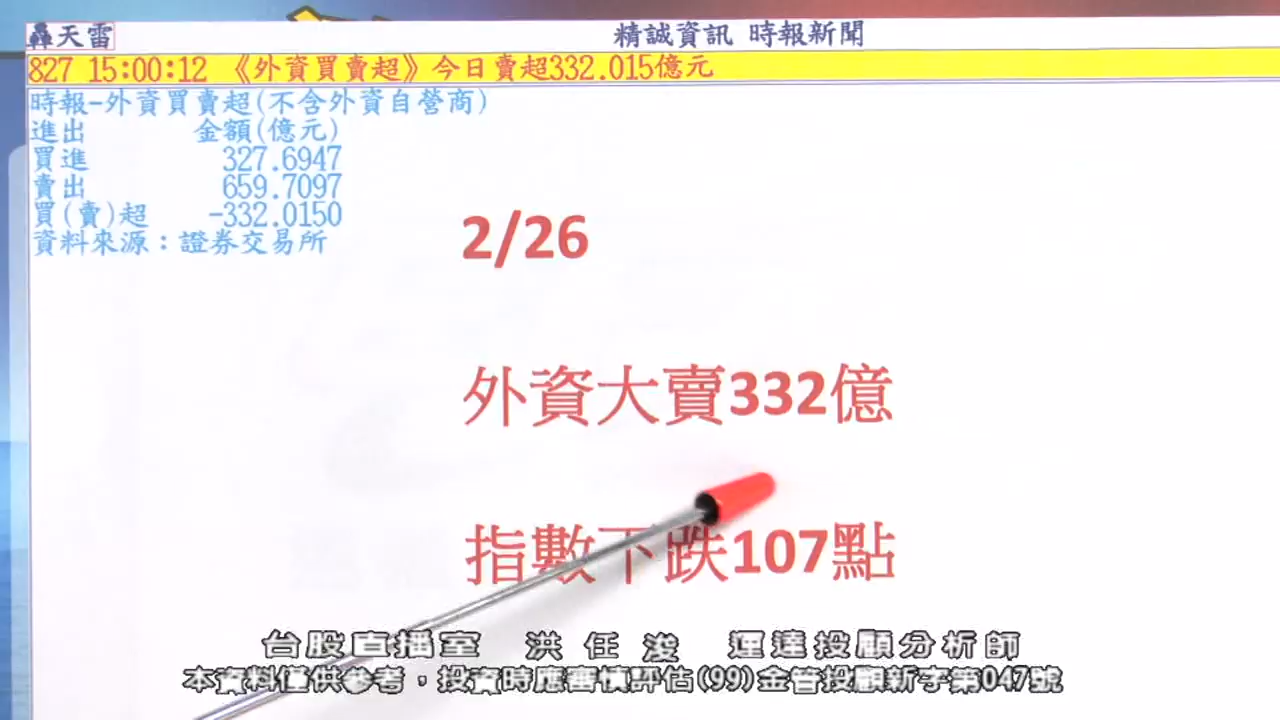 轟天雷
精誠資訊 時報新聞
827 15:00:12 《外資買賣超》今日賣超332.015億元
時報-外資買賣超(不含外資自營商)
進出 金額(億元)
買進 327.6947
賣出 659.7097
買(賣)超 -332.0150
資料來源：證券交易所
2/26
外資大賣332億
指數下跌107點
台股直播室 洪任浚 運達投顧分析師
本資料僅供參考，投資時應審慎評估(99)金管投顧新字第047號